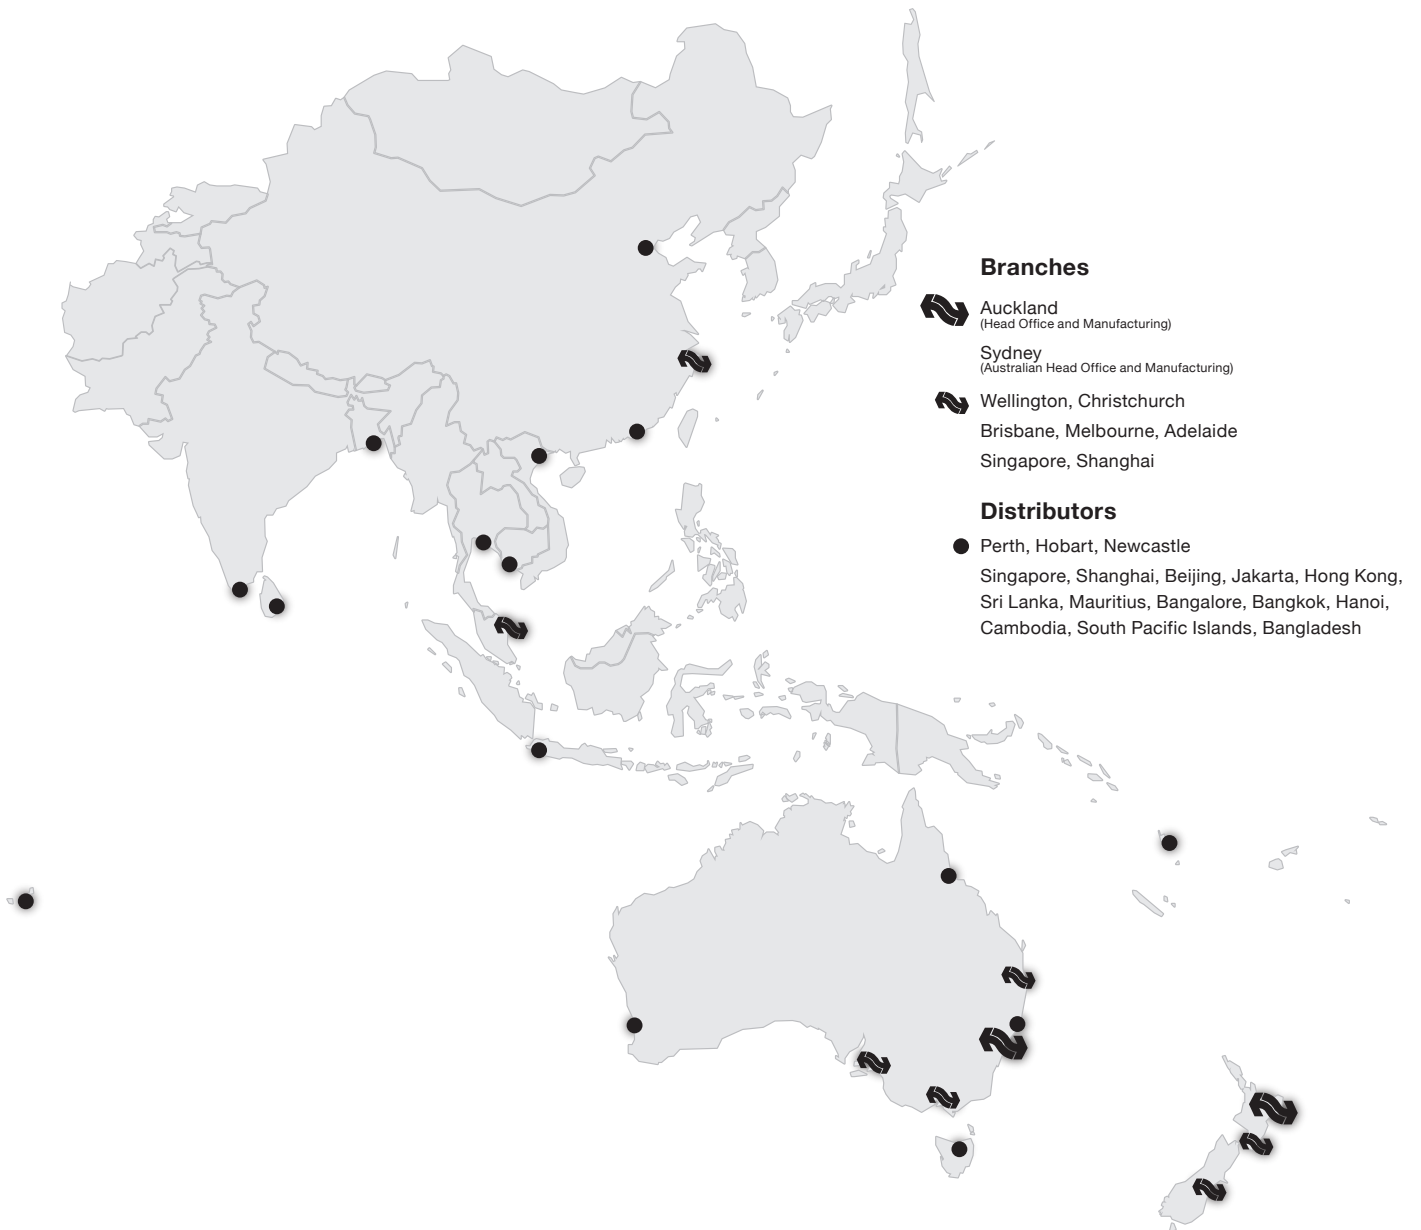 Branches
Auckland
(Head Office and Manufacturing)
Sydney
(Australian Head Office and Manufacturing)
Wellington, Christchurch
Brisbane, Melbourne, Adelaide
Singapore, Shanghai
Distributors
Perth, Hobart, Newcastle
Singapore, Shanghai, Beijing, Jakarta, Hong Kong,
Sri Lanka, Mauritius, Bangalore, Bangkok, Hanoi,
Cambodia, South Pacific Islands, Bangladesh